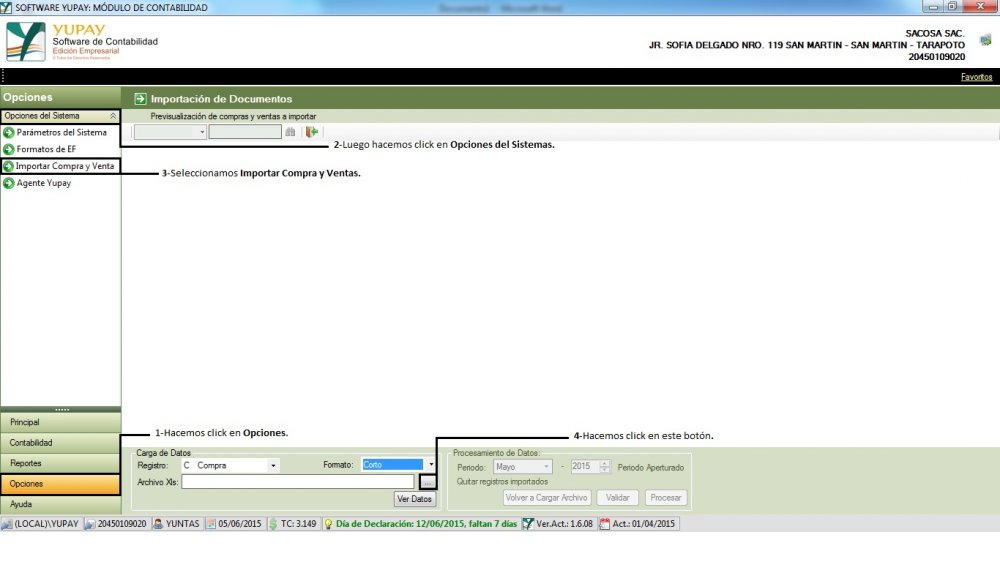 SOFTWARE YUPAY: MÓDULO DE CONTABILIDAD
YUPAY
Software de Contabilidad
Edición Empresarial
SACOSA SAC.
JR. SOFIA DELGADO NRO. 119 SAN MARTIN - SAN MARTIN - TARAPOTO
20450109020
Favoritos
Opciones
Importación de Documentos
Opciones del Sistema
Previsualización de compras y ventas a importar
Parámetros del Sistema
2-Luego hacemos click en Opciones del Sistemas.
Formatos de EF
Importar Compra y Venta
3-Seleccionamos Importar Compra y Ventas.
Agente Yupay
Principal
1-Hacemos click en Opciones.
4-Hacemos click en este botón.
Contabilidad
Reportes
Opciones
Ayuda
Carga de Datos
Registro: C Compra
Formato: Corto
Archivo Xls: ...
Ver Datos
Procesamiento de Datos:
Periodo: Mayo - 2015 Periodo Aperturado
Quitar registros importados
Volver a Cargar Archivo Validar Procesar
(LOCAL)\YUPAY 20450109020 YUNTAS 05/06/2015 TC: 3.149 Día de Declaración: 12/06/2015, faltan 7 días Ver.Act.: 1.6.08 Act.: 01/04/2015